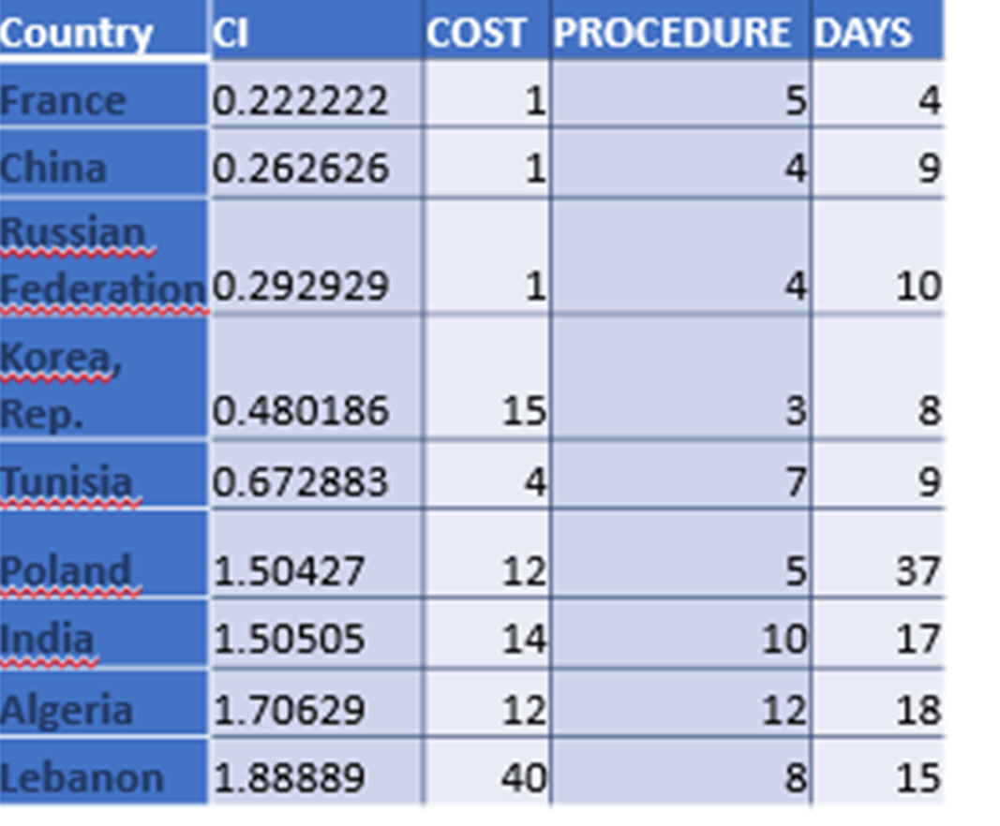 Country CI COST PROCEDURE DAYS
France 0.222222 1 5 4
China 0.262626 1 4 9
Russian
Federation 0.292929 1 4 10
Korea,
Rep. 0.480186 15 3 8
Tunisia 0.672883 4 7 9
Poland 1.50427 12 5 37
India 1.50505 14 10 17
Algeria 1.70629 12 12 18
Lebanon 1.88889 40 8 15